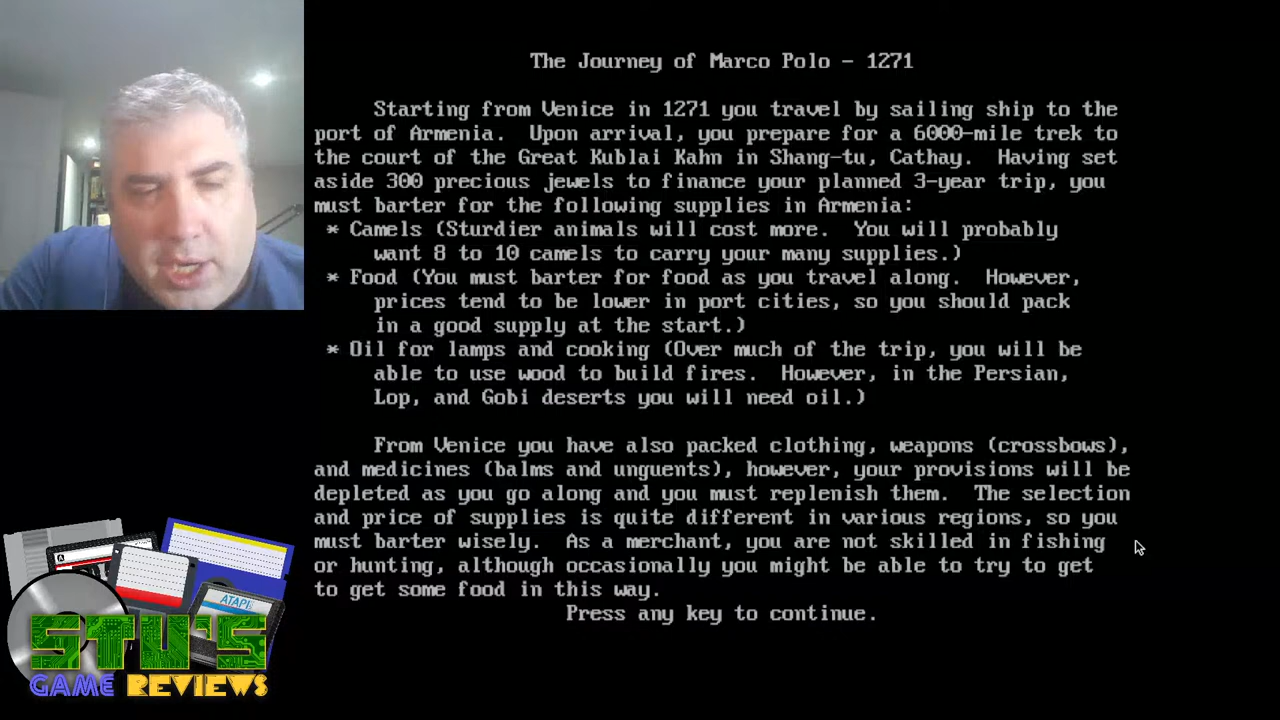 The Journey of Marco Polo - 1271
Starting from Venice in 1271 you travel by sailing ship to the
port of Armenia.  Upon arrival, you prepare for a 6000-mile trek to
the court of the Great Kublai Kahn in Shang-tu, Cathay.  Having set
aside 300 precious jewels to finance your planned 3-year trip, you
must barter for the following supplies in Armenia:
* Camels (Sturdier animals will cost more.  You will probably
want 8 to 10 camels to carry your many supplies.)
* Food (You must barter for food as you travel along.  However,
prices tend to be lower in port cities, so you should pack
in a good supply at the start.)
* Oil for lamps and cooking (Over much of the trip, you will be
able to use wood to build fires.  However, in the Persian,
Lop, and Gobi deserts you will need oil.)
From Venice you have also packed clothing, weapons (crossbows),
and medicines (balms and unguents), however, your provisions will be
depleted as you go along and you must replenish them.  The selection
and price of supplies is quite different in various regions, so you
must barter wisely.  As a merchant, you are not skilled in fishing
or hunting, although occasionally you might be able to try to get
to get some food in this way.
Press any key to continue.
ATAPI
STU'S
GAME REVIEWS